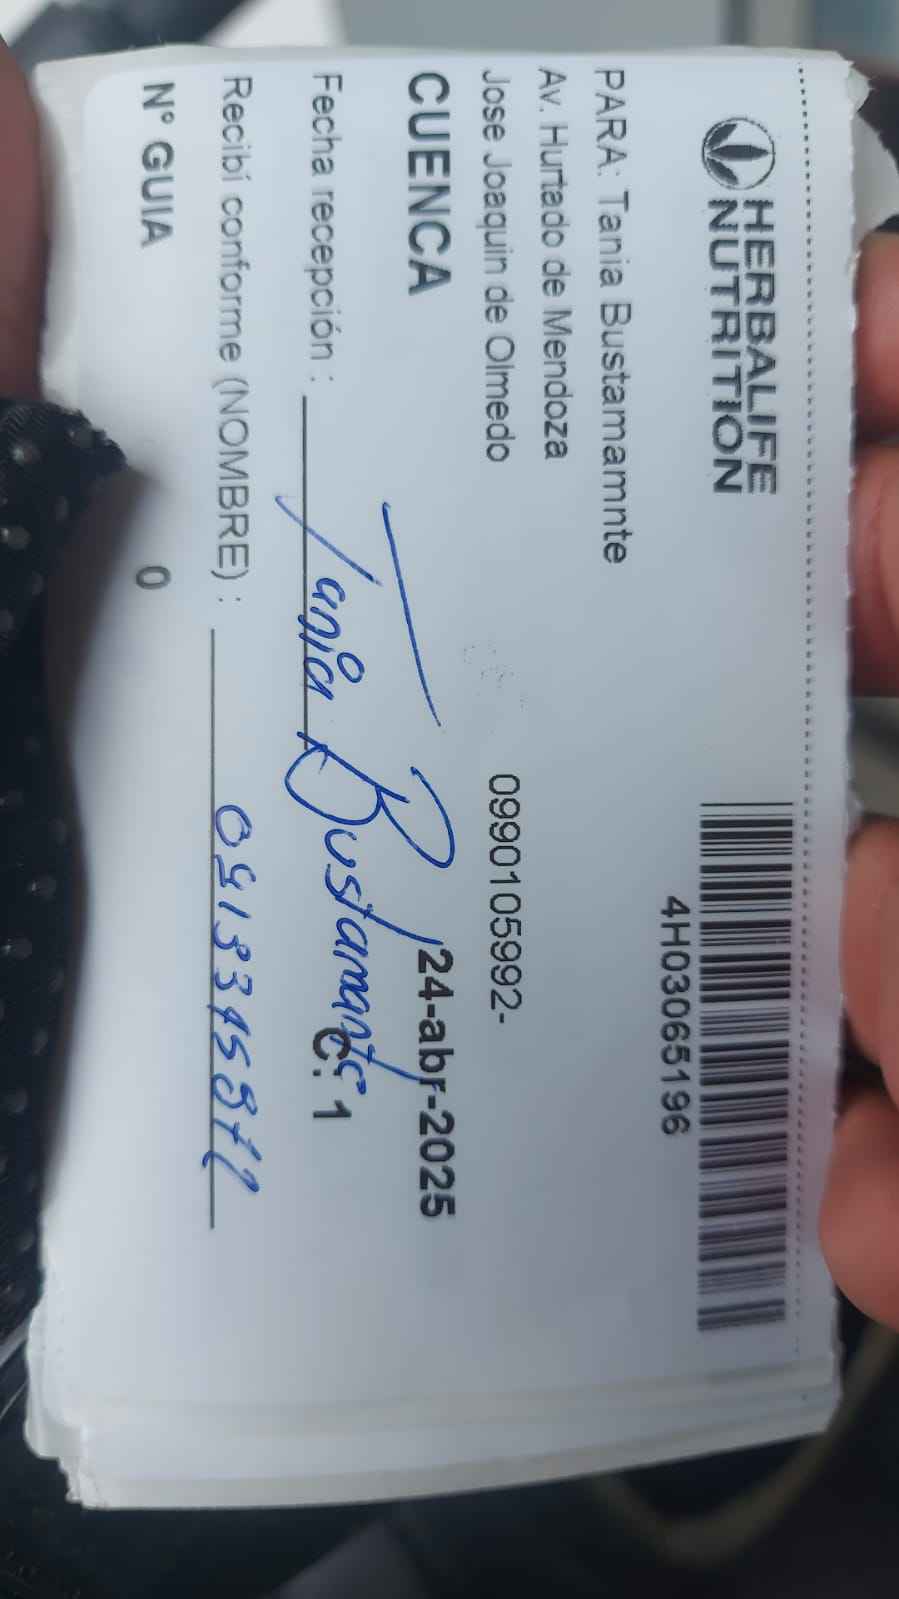 HERBALIFE
NUTRITION
4H03065196
PARA: Tania Bustamamnte
Av. Hurtado de Mendoza
Jose Joaquin de Olmedo
0990105992-
CUENCA
24-abr-2025
Fecha recepción :
Tania Bustamante
C. 1
Recibí conforme (NOMBRE) :
N° GUIA
0